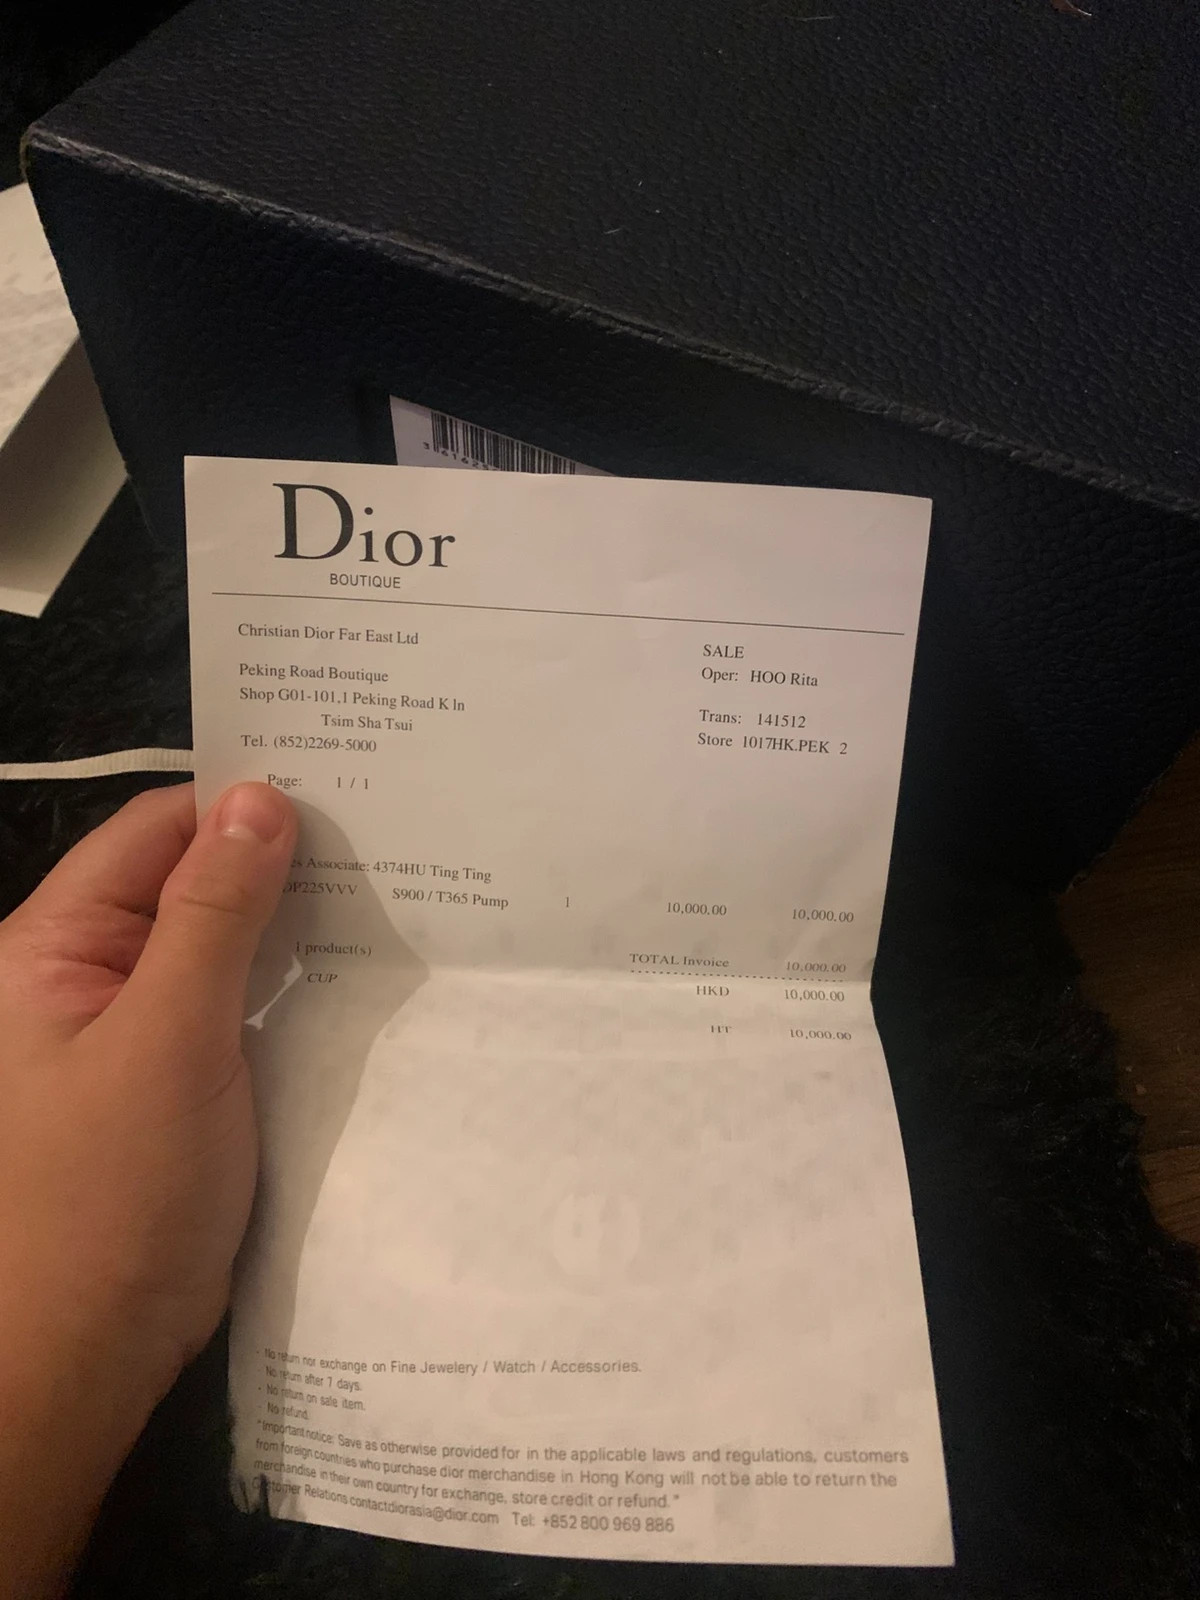 Dior
BOUTIQUE
Christian Dior Far East Ltd
Peking Road Boutique
Shop G01-101,1 Peking Road K ln
Tsim Sha Tsui
Tel. (852)2269-5000
Page: 1 / 1
SALE
Oper: HOO Rita
Trans: 141512
Store 1017HK.PEK 2
es Associate: 4374HU Ting Ting
DP225VVV S900 / T365 Pump 1 10,000.00 10,000.00
1 product(s)
CUP
TOTAL Invoice 10,000.00
HKD 10,000.00
HT 10,000.00
- No return nor exchange on Fine Jewelery / Watch / Accessories.
- No return after 7 days.
- No return on sale item.
- No refund.
"Important notice: Save as otherwise provided for in the applicable laws and regulations, customers
from foreign countries who purchase dior merchandise in Hong Kong will not be able to return the
merchandise in their own country for exchange, store credit or refund."
Customer Relations contactdiorasia@dior.com Tel: +852 800 969 886